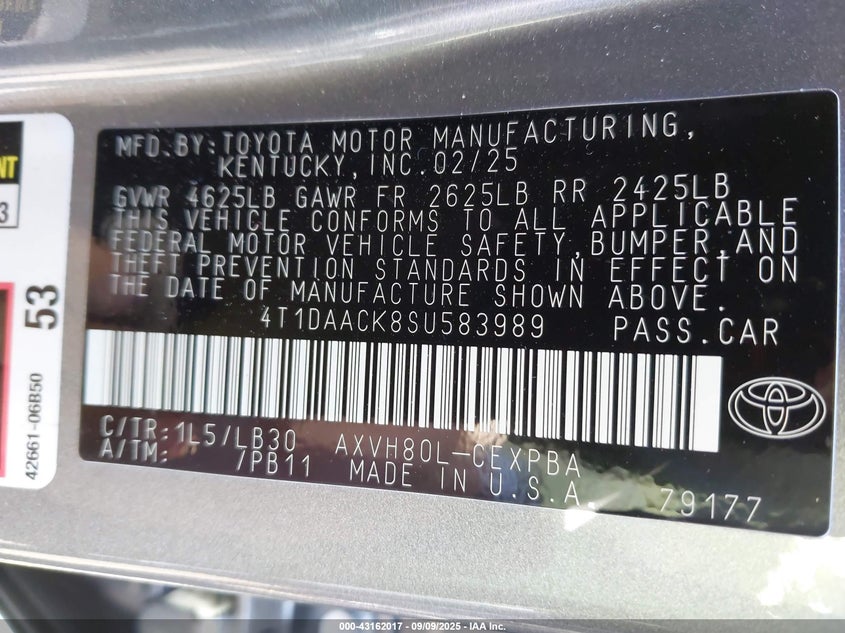 MFD.BY:TOYOTA MOTOR MANUFACTURING,
KENTUCKY,INC.02/25
GVWR 4625LB GAWR FR 2625LB RR 2425LB
THIS VEHICLE CONFORMS TO ALL APPLICABLE
FEDERAL MOTOR VEHICLE SAFETY,BUMPER,AND
THEFT PREVENTION STANDARDS IN EFFECT ON
THE DATE OF MANUFACTURE SHOWN ABOVE.
4T1DAACK8SU583989 PASS.CAR
C/TR:1L5/LB30 AXVH80L-CEXPBA
A/TM: 7PB11 MADE IN U.S.A. 79177
NT
3
53
42661-06B50
000-43162017 - 09/09/2025 - IAA Inc.